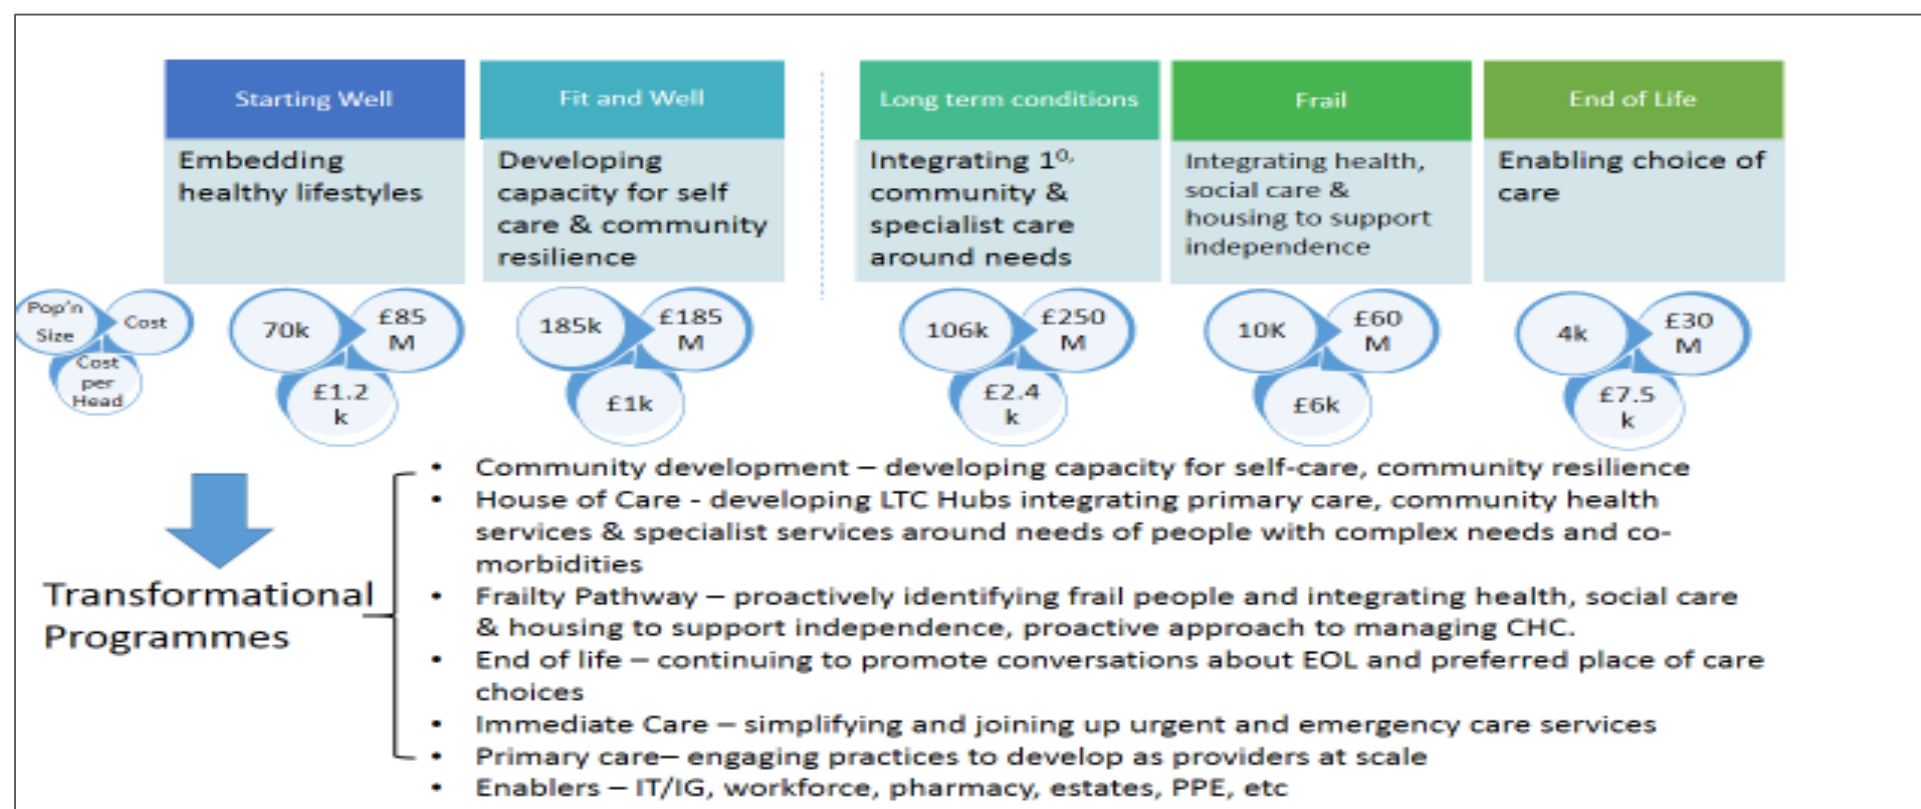 Starting Well
Fit and Well
Long term conditions
Frail
End of Life
Embedding
healthy lifestyles
Developing
capacity for self
care & community
resilience
Integrating 1⁰,
community &
specialist care
around needs
Integrating health,
social care &
housing to support
independence
Enabling choice of
care
Pop'n
Size
Cost
Cost
per
Head
70k
£85
M
£1.2
k
185k
£185
M
£1k
106k
£250
M
£2.4
k
10K
£60
M
£6k
4k
£30
M
£7.5
k
Transformational
Programmes
• Community development – developing capacity for self-care, community resilience
• House of Care - developing LTC Hubs integrating primary care, community health
services & specialist services around needs of people with complex needs and co-
morbidities
• Frailty Pathway – proactively identifying frail people and integrating health, social care
& housing to support independence, proactive approach to managing CHC.
• End of life – continuing to promote conversations about EOL and preferred place of care
choices
• Immediate Care – simplifying and joining up urgent and emergency care services
• Primary care– engaging practices to develop as providers at scale
• Enablers – IT/IG, workforce, pharmacy, estates, PPE, etc